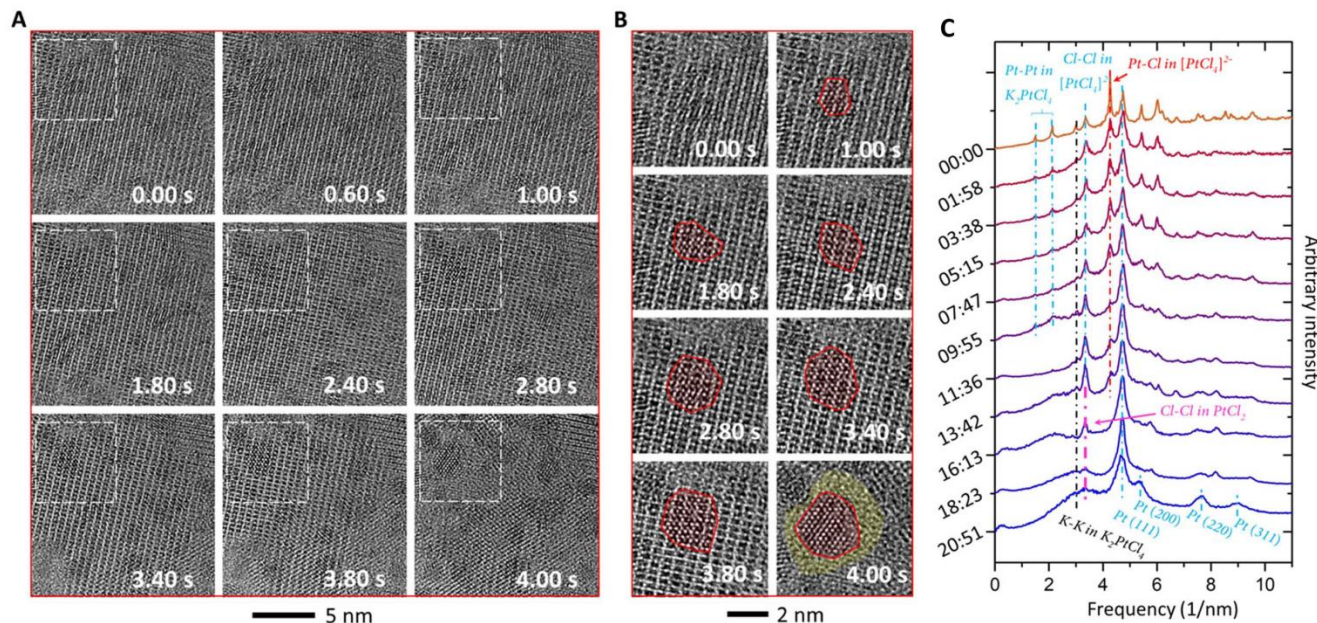 A
0.00 s
0.60 s
1.00 s
1.80 s
2.40 s
2.80 s
3.40 s
3.80 s
4.00 s
5 nm
B
0.00 s
1.00 s
1.80 s
2.40 s
2.80 s
3.40 s
3.80 s
4.00 s
2 nm
C
Pt-Pt in
K₂PtCl₄
Cl-Cl in
[PtCl₄]²⁻
Pt-Cl in [PtCl₄]²⁻
00:00
01:58
03:38
05:15
07:47
09:55
11:36
13:42
16:13
18:23
20:51
Cl-Cl in PtCl₂
K-K in K₂PtCl₄
Pt (111)
Pt (200)
Pt (220)
Pt (311)
0 2 4 6 8 10
Frequency (1/nm)
Arbitrary intensity